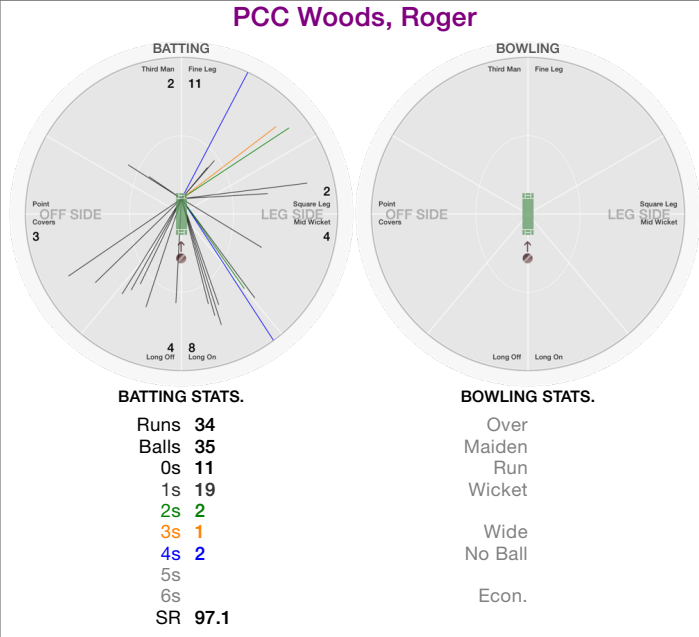 PCC Woods, Roger
BATTING
Third Man Fine Leg
2 11
Point
OFF SIDE
Covers
3
2
Square Leg
LEG SIDE
Mid Wicket
4
4 8
Long Off Long On
BOWLING
Third Man Fine Leg
Point
OFF SIDE
Covers
Square Leg
LEG SIDE
Mid Wicket
Long Off Long On
BATTING STATS.
Runs 34
Balls 35
0s 11
1s 19
2s 2
3s 1
4s 2
5s
6s
SR 97.1
BOWLING STATS.
Over
Maiden
Run
Wicket
Wide
No Ball
Econ.